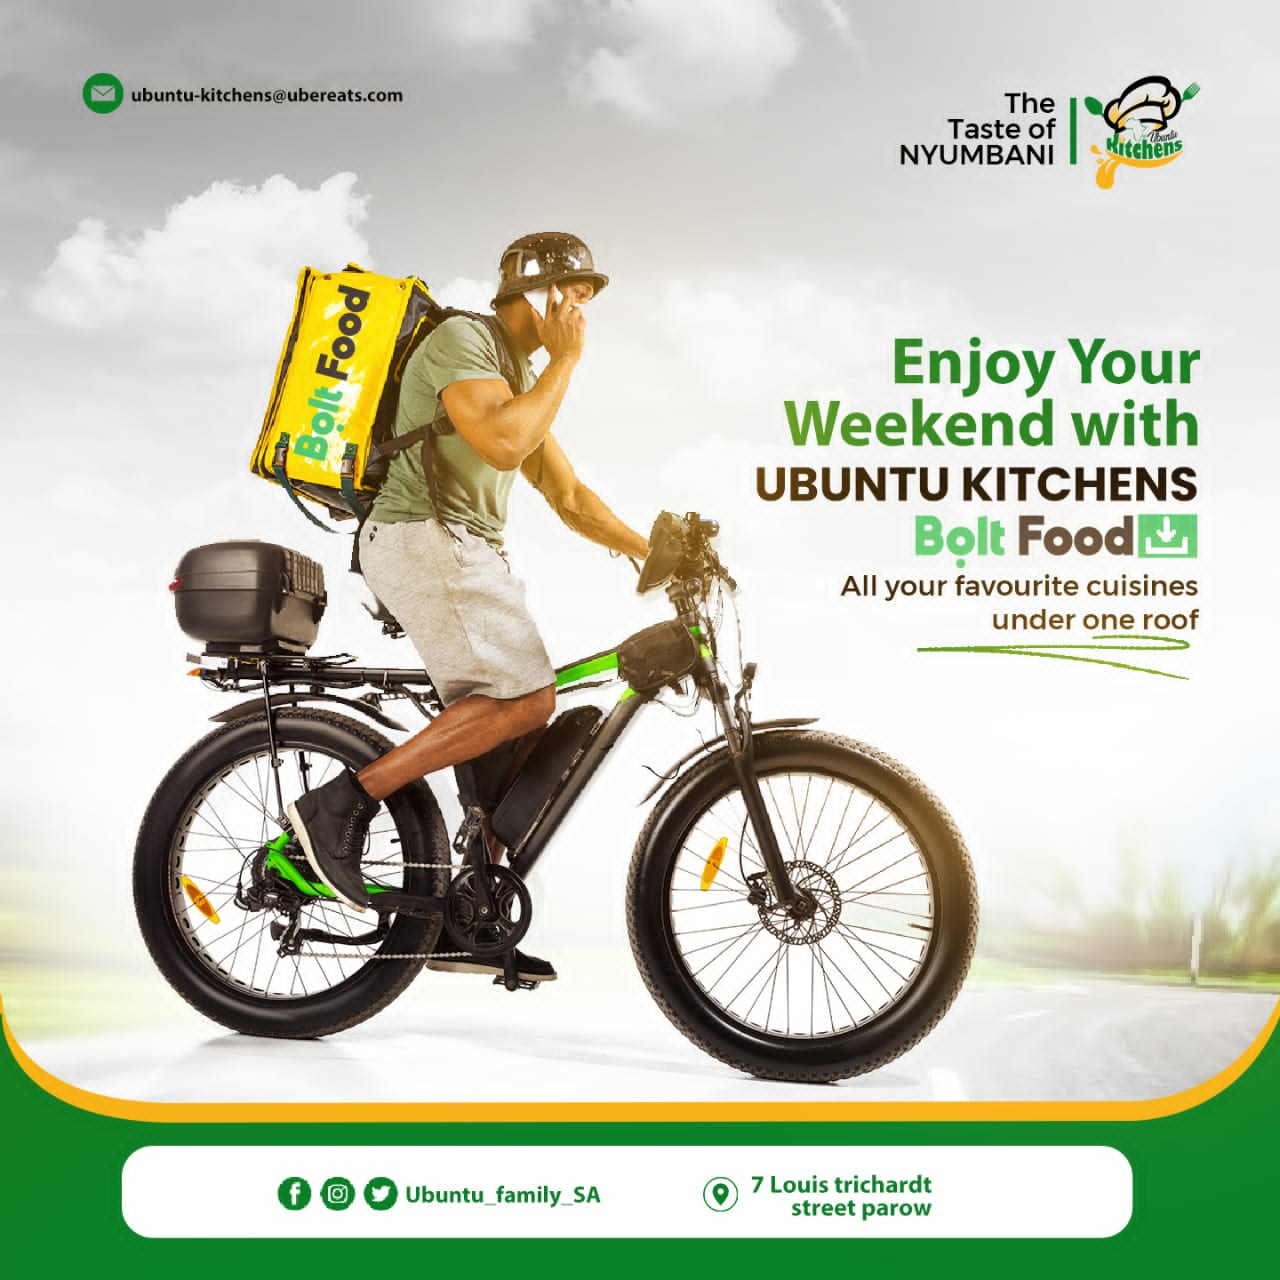 ubuntu-kitchens@ubereats.com
The
Taste of
NYUMBANI
Ubuntu
Kitchens
Bolt Food
Enjoy Your
Weekend with
UBUNTU KITCHENS
Bolt Food
All your favourite cuisines
under one roof
Ubuntu_family_SA
7 Louis trichardt
street parow